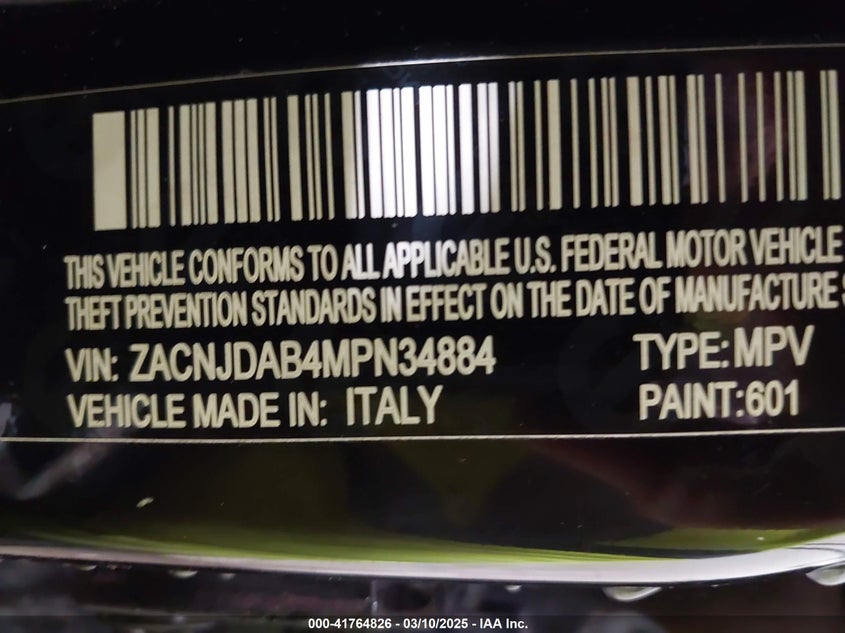 THIS VEHICLE CONFORMS TO ALL APPLICABLE U.S. FEDERAL MOTOR VEHICLE
THEFT PREVENTION STANDARDS IN EFFECT ON THE DATE OF MANUFACTURE
VIN: ZACNJDAB4MPN34884 TYPE: MPV
VEHICLE MADE IN: ITALY PAINT:601
000-41764826 - 03/10/2025 - IAA Inc.